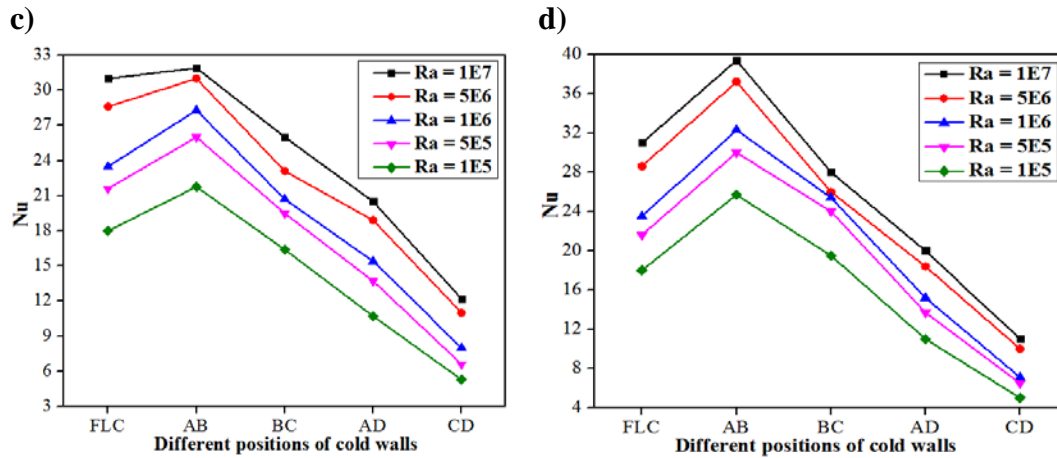 c)
33
30
27
24
21
18
15
12
9
6
3
Nu
Ra = 1E7
Ra = 5E6
Ra = 1E6
Ra = 5E5
Ra = 1E5
FLC AB BC AD CD
Different positions of cold walls
d)
40
36
32
28
24
20
16
12
8
4
Nu
Ra = 1E7
Ra = 5E6
Ra = 1E6
Ra = 5E5
Ra = 1E5
FLC AB BC AD CD
Different positions of cold walls